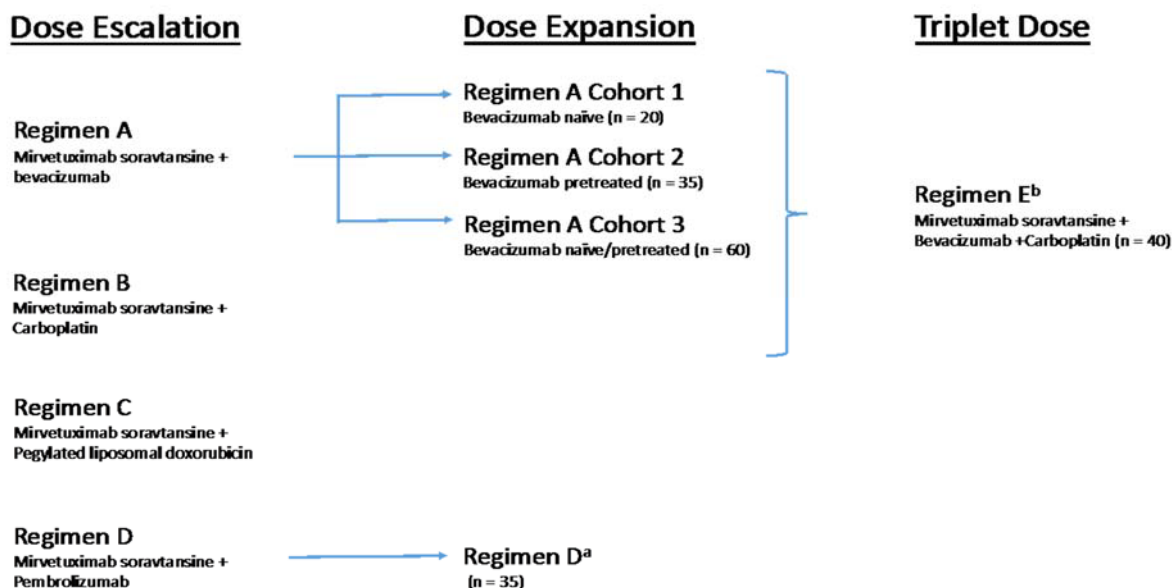 Dose Escalation
Dose Expansion
Triplet Dose
Regimen A
Mirvetuximab soravtansine +
bevacizumab
Regimen A Cohort 1
Bevacizumab naïve (n = 20)
Regimen A Cohort 2
Bevacizumab pretreated (n = 35)
Regimen A Cohort 3
Bevacizumab naïve/pretreated (n = 60)
Regimen Eᵇ
Mirvetuximab soravtansine +
Bevacizumab +Carboplatin (n = 40)
Regimen B
Mirvetuximab soravtansine +
Carboplatin
Regimen C
Mirvetuximab soravtansine +
Pegylated liposomal doxorubicin
Regimen D
Mirvetuximab soravtansine +
Pembrolizumab
Regimen Dᵃ
(n = 35)